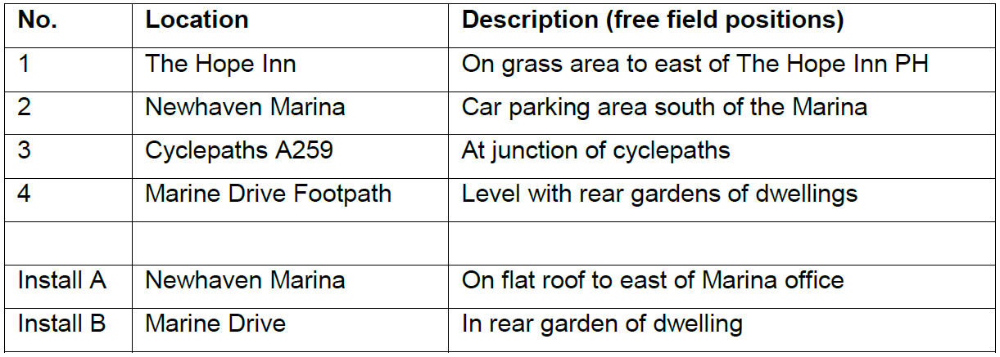 No. Location Description (free field positions)
1 The Hope Inn On grass area to east of The Hope Inn PH
2 Newhaven Marina Car parking area south of the Marina
3 Cyclepaths A259 At junction of cyclepaths
4 Marine Drive Footpath Level with rear gardens of dwellings
Install A Newhaven Marina On flat roof to east of Marina office
Install B Marine Drive In rear garden of dwelling